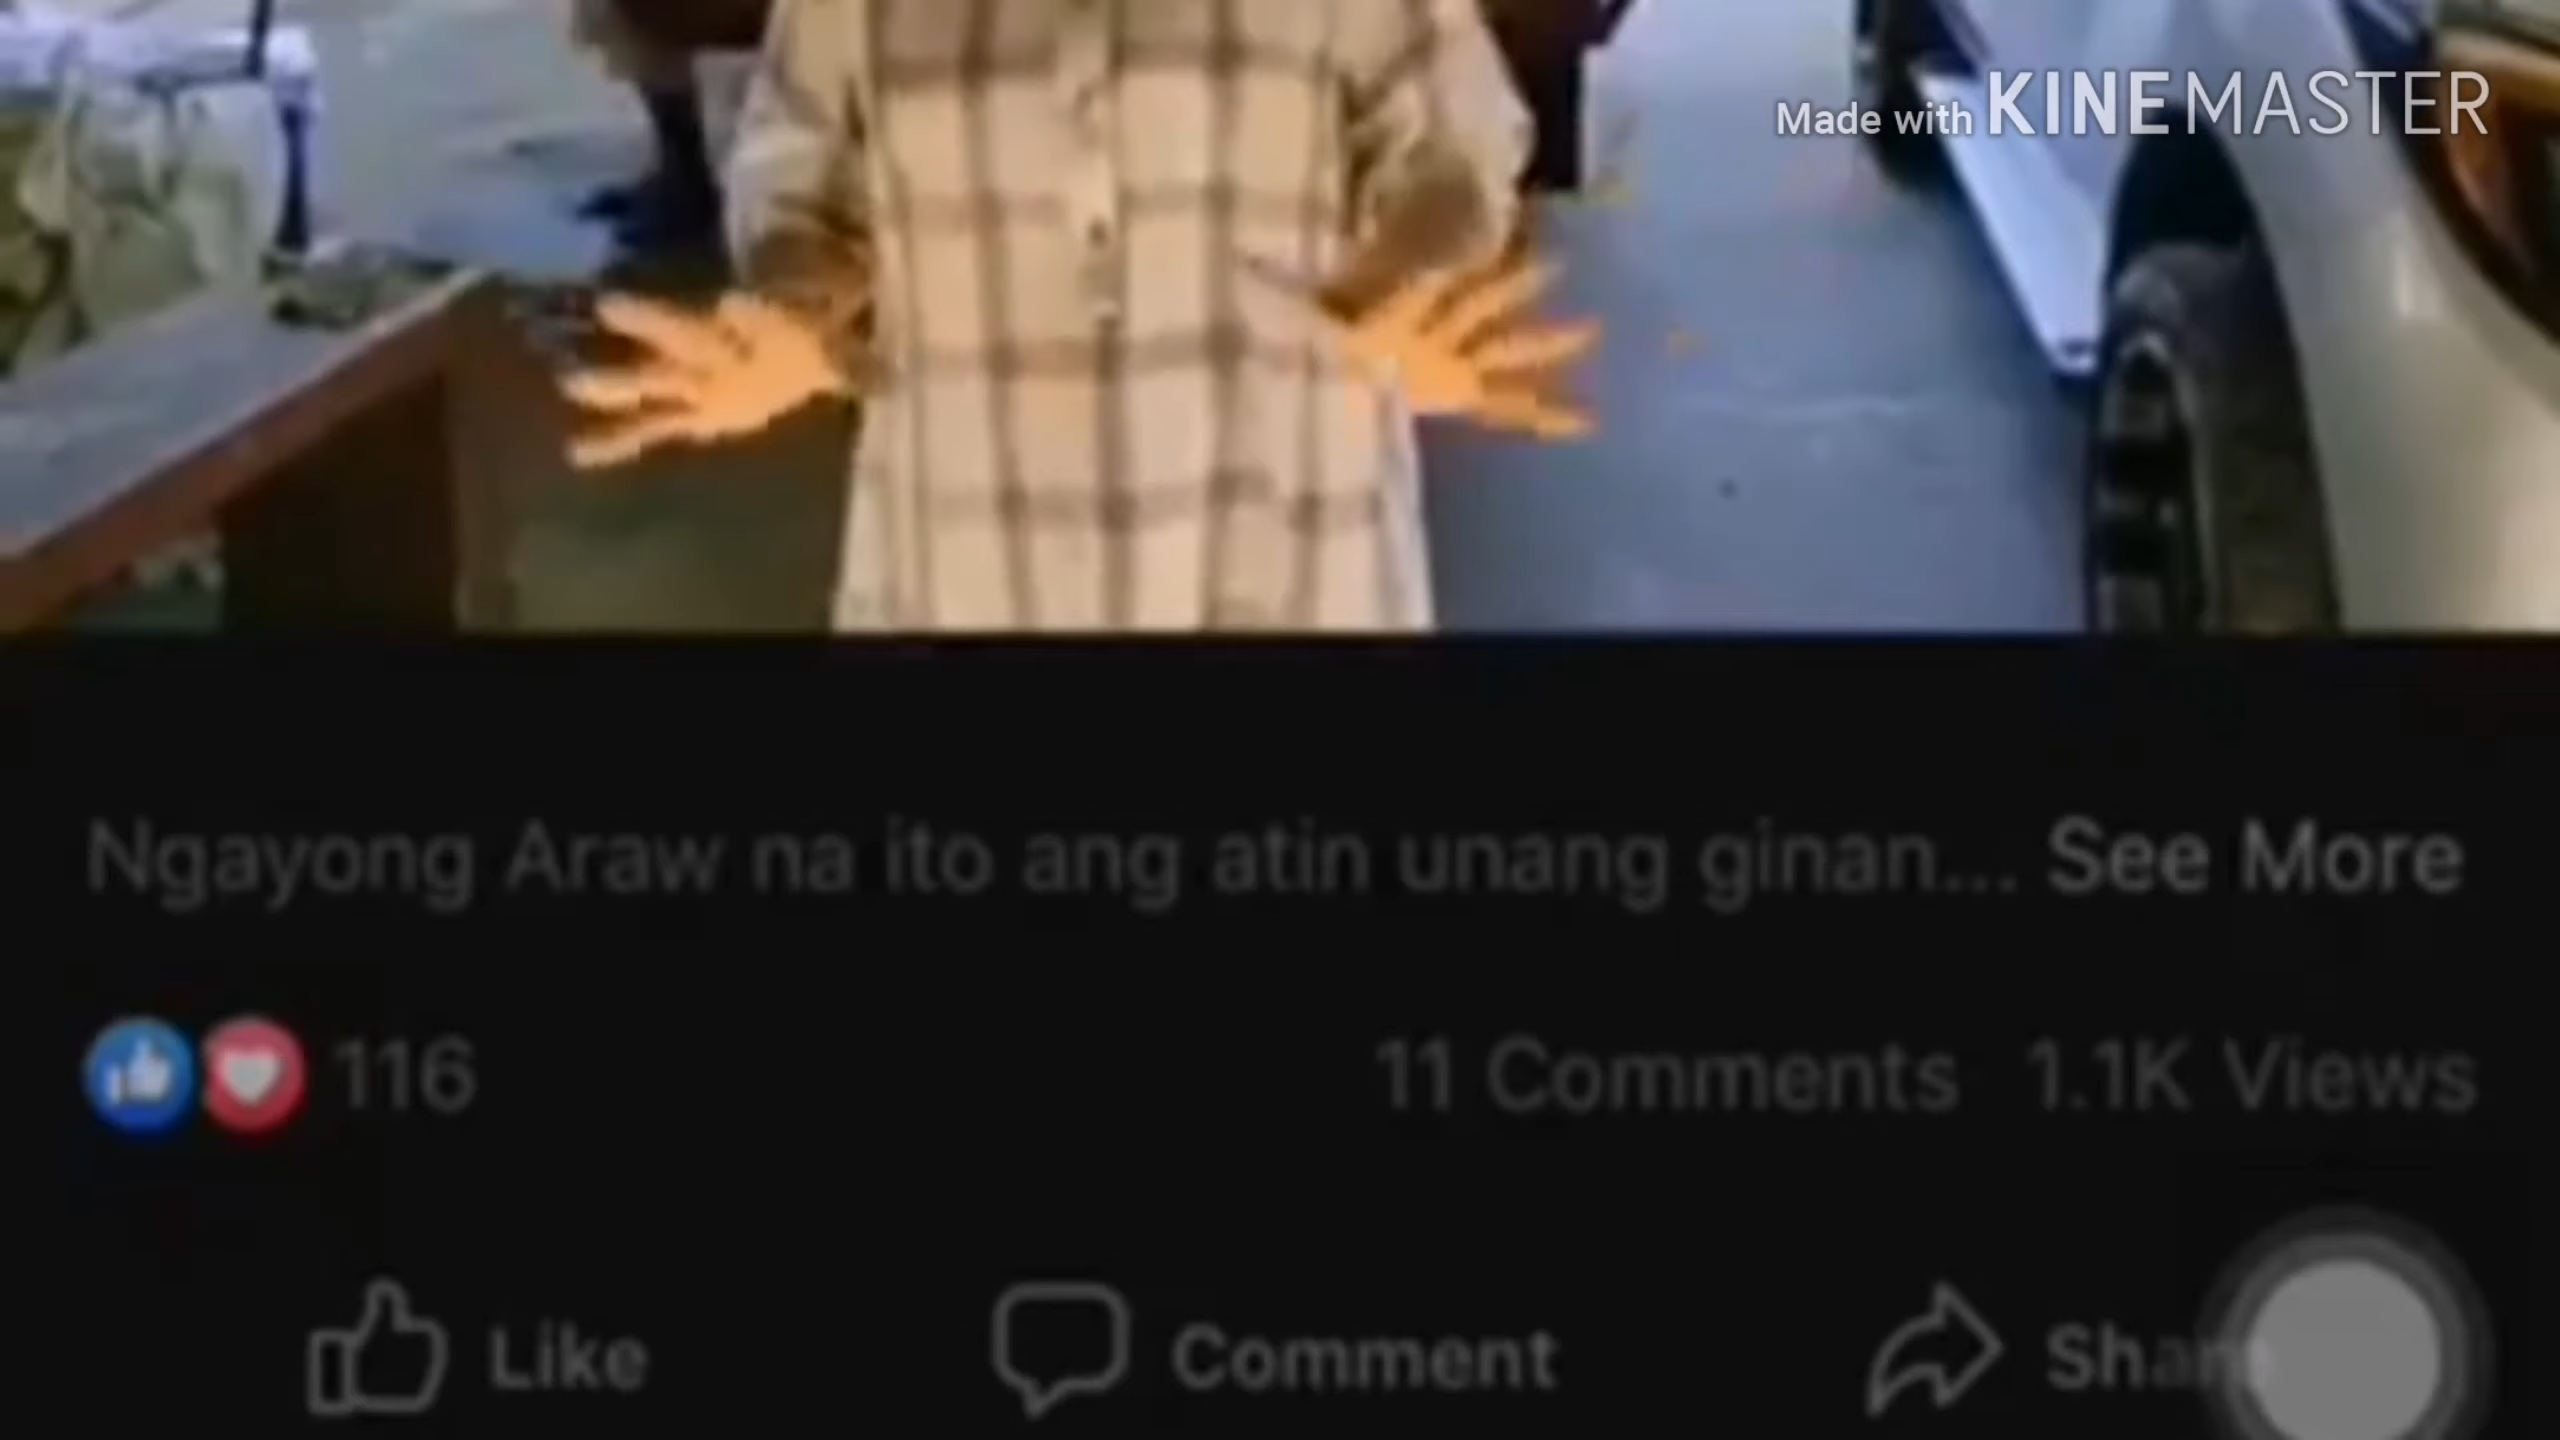 Made with KINEMASTER
Ngayong Araw na ito ang atin unang ginan... See More
116
11 Comments 1.1K Views
Like Comment Share